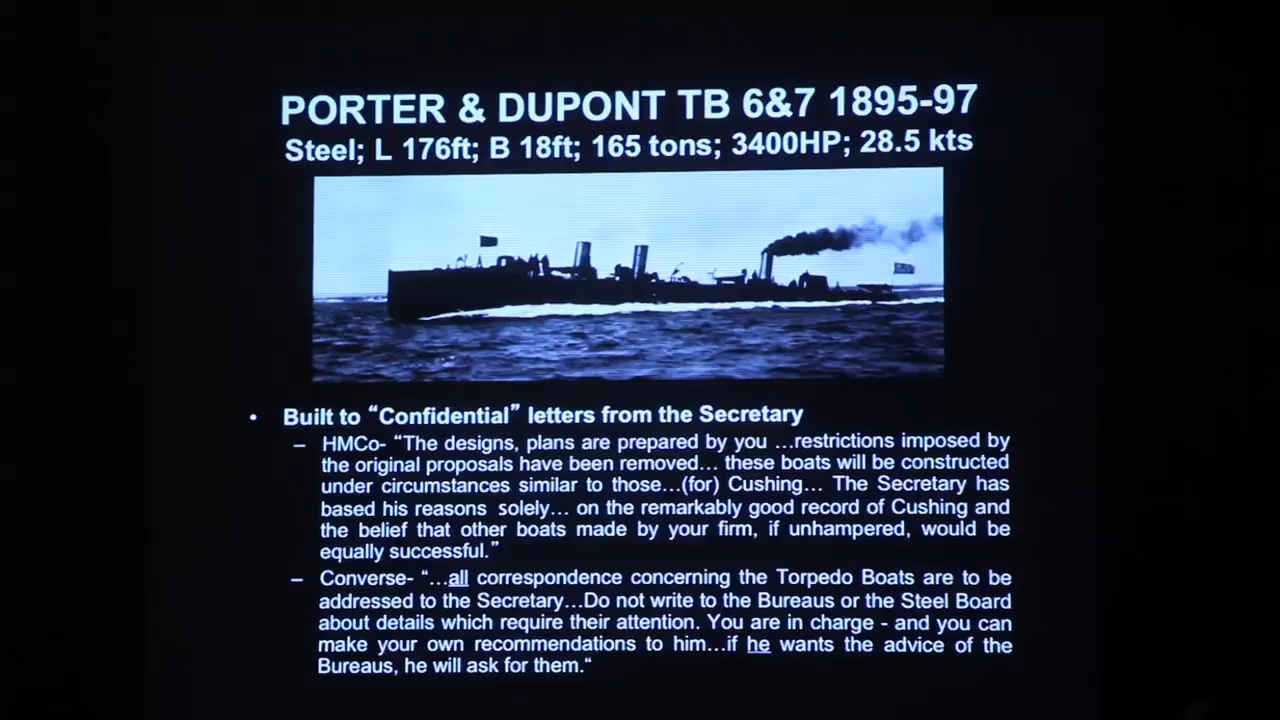 PORTER & DUPONT TB 6&7 1895-97
Steel; L 176ft; B 18ft; 165 tons; 3400HP; 28.5 kts
• Built to “Confidential” letters from the Secretary
– HMCo- “The designs, plans are prepared by you …restrictions imposed by
the original proposals have been removed… these boats will be constructed
under circumstances similar to those…(for) Cushing… The Secretary has
based his reasons solely… on the remarkably good record of Cushing and
the belief that other boats made by your firm, if unhampered, would be
equally successful.”
– Converse- “…all correspondence concerning the Torpedo Boats are to be
addressed to the Secretary…Do not write to the Bureaus or the Steel Board
about details which require their attention. You are in charge - and you can
make your own recommendations to him…if he wants the advice of the
Bureaus, he will ask for them.“